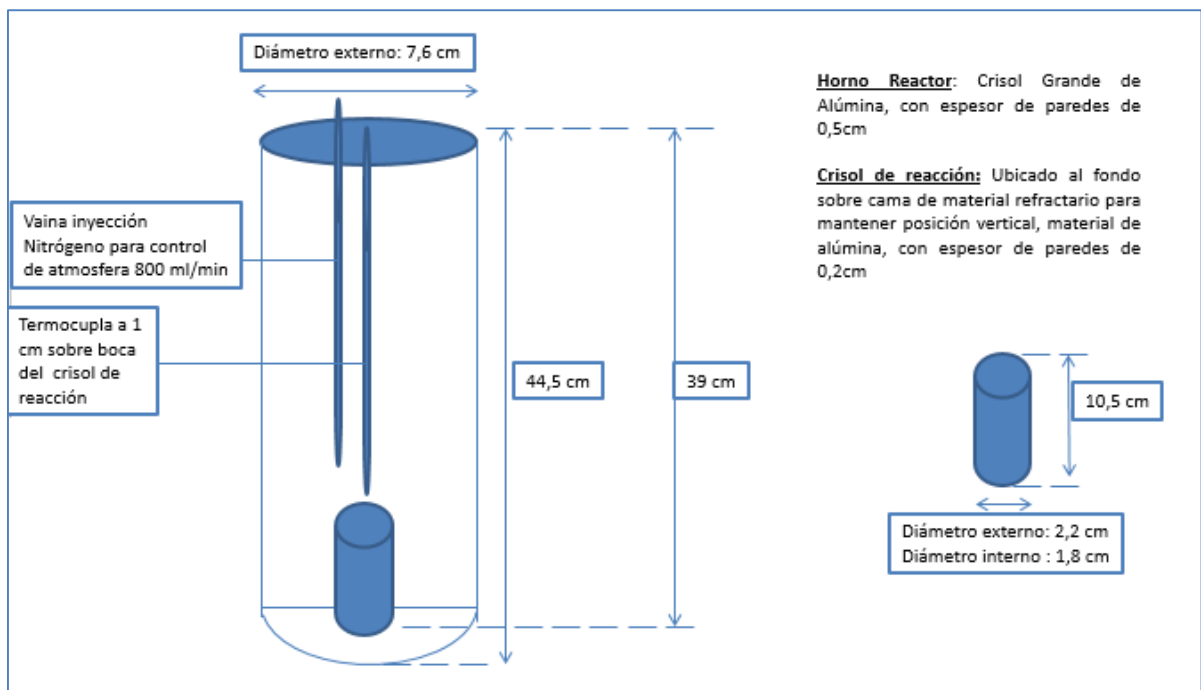 Diámetro externo: 7,6 cm
Horno Reactor: Crisol Grande de
Alúmina, con espesor de paredes de
0,5cm
Crisol de reacción: Ubicado al fondo
sobre cama de material refractario para
mantener posición vertical, material de
alúmina, con espesor de paredes de
0,2cm
Vaina inyección
Nitrógeno para control
de atmosfera 800 ml/min
Termocupla a 1
cm sobre boca
del crisol de
reacción
44,5 cm
39 cm
10,5 cm
Diámetro externo: 2,2 cm
Diámetro interno : 1,8 cm